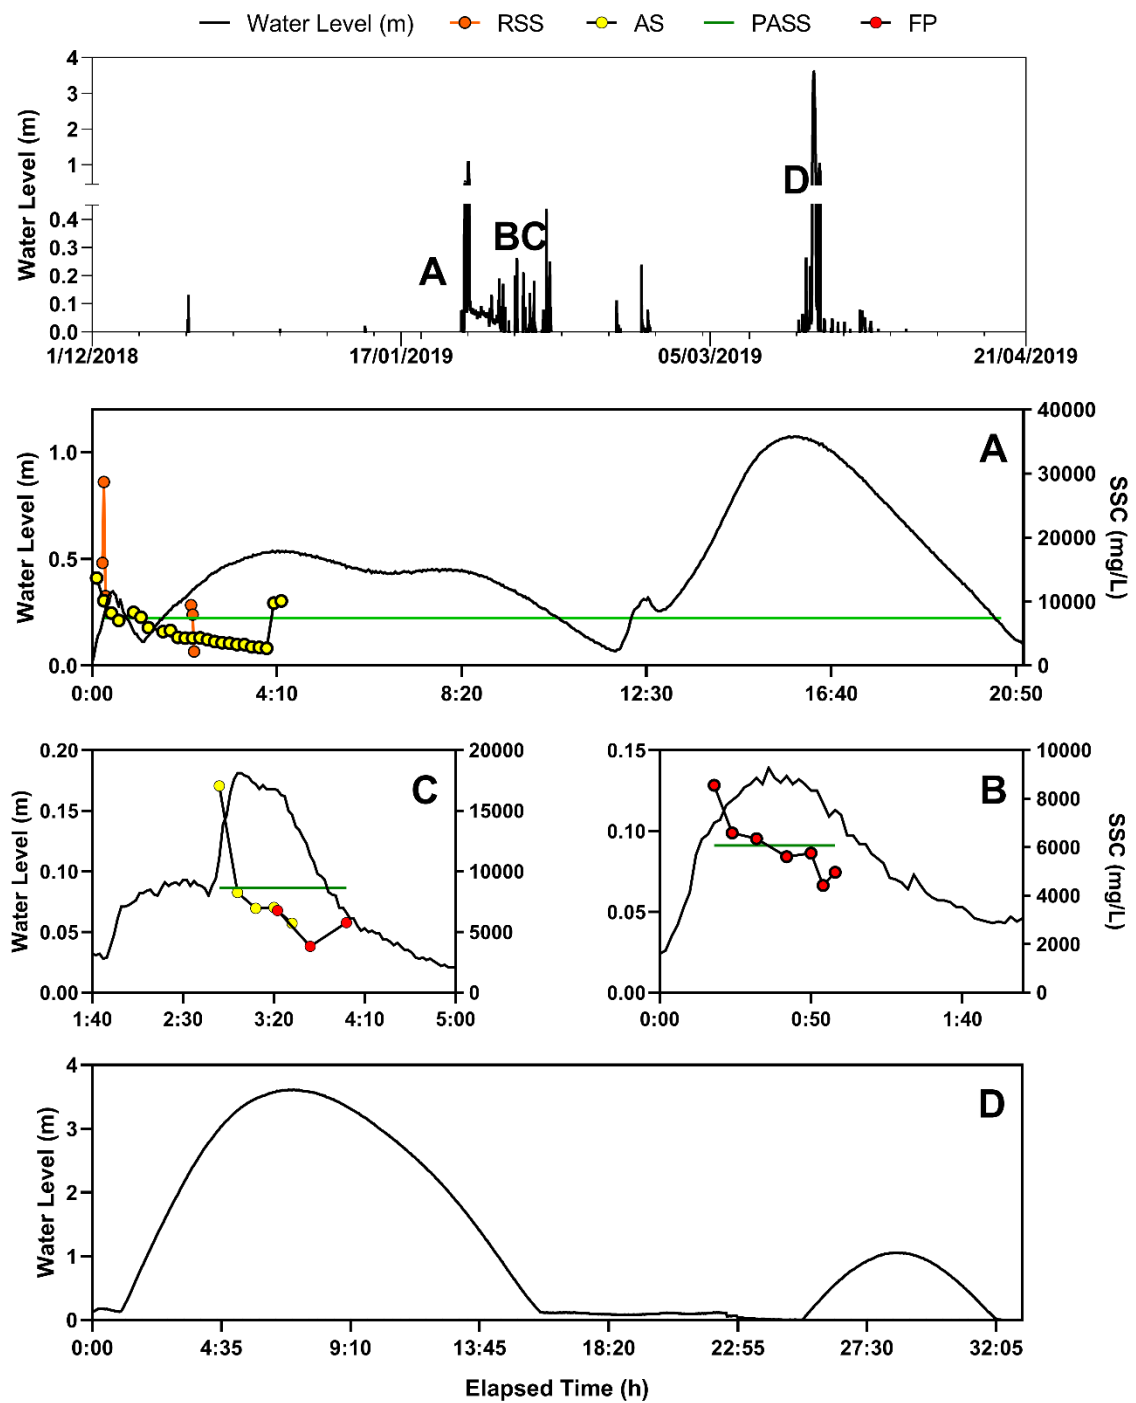 Water Level (m) RSS AS PASS FP
Water Level (m)
4
3
2
1
0.4
0.3
0.2
0.1
0.0
A
BC
D
1/12/2018 17/01/2019 05/03/2019 21/04/2019
Water Level (m)
1.0
0.5
0.0
A
40000
30000
20000
10000
0
SSC (mg/L)
0:00 4:10 8:20 12:30 16:40 20:50
Water Level (m)
0.20
0.15
0.10
0.05
0.00
C
20000
15000
10000
5000
0
1:40 2:30 3:20 4:10 5:00
0.15
0.10
0.05
0.00
B
10000
8000
6000
4000
2000
0
SSC (mg/L)
0:00 0:50 1:40
Water Level (m)
4
3
2
1
0
D
0:00 4:35 9:10 13:45 18:20 22:55 27:30 32:05
Elapsed Time (h)